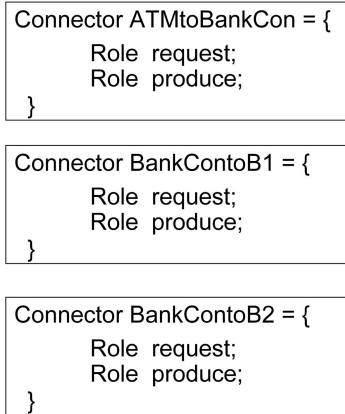 Connector ATMtoBankCon = {
Role request;
Role produce;
}
Connector BankContoB1 = {
Role request;
Role produce;
}
Connector BankContoB2 = {
Role request;
Role produce;
}